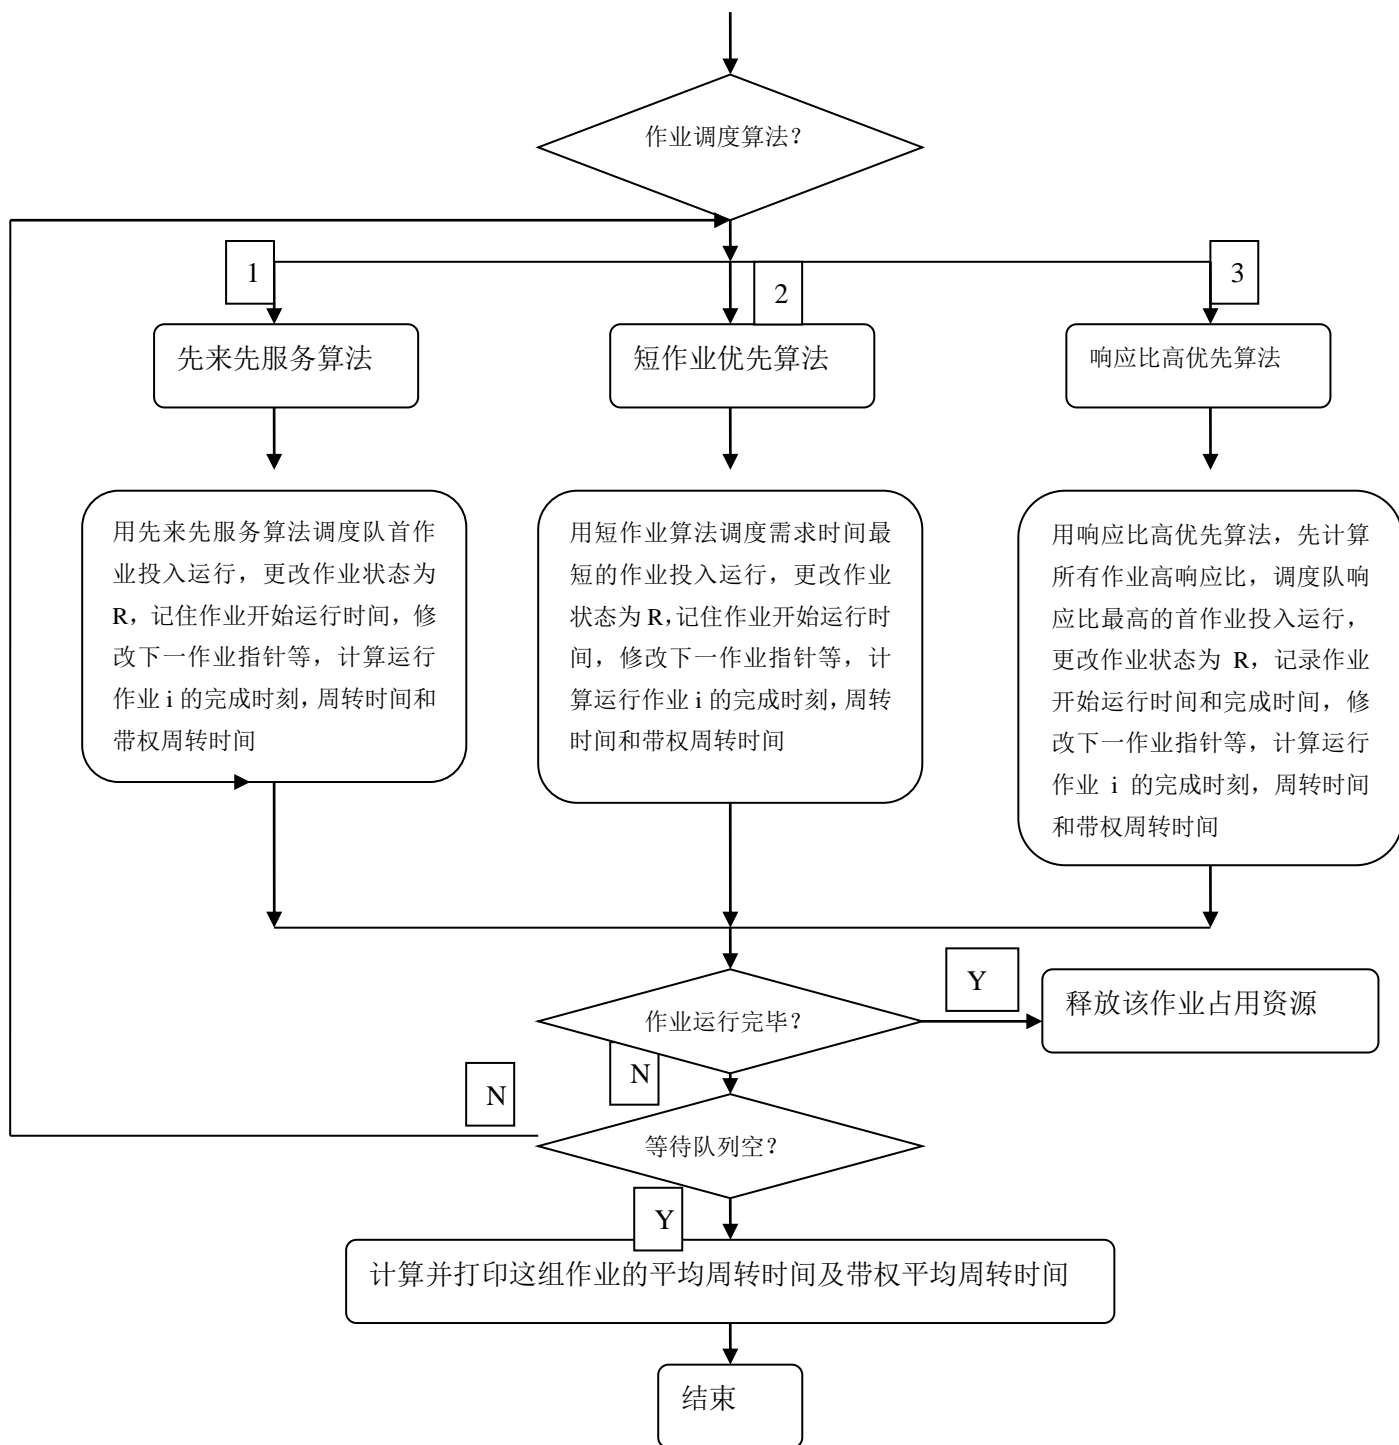 作业调度算法？
1
2
3
先来先服务算法
短作业优先算法
响应比高优先算法
用先来先服务算法调度队首作
业投入运行，更改作业状态为
R，记住作业开始运行时间，修
改下一作业指针等，计算运行
作业 i 的完成时刻，周转时间和
带权周转时间
用短作业算法调度需求时间最
短的作业投入运行，更改作业
状态为 R，记住作业开始运行时
间，修改下一作业指针等，计
算运行作业 i 的完成时刻，周转
时间和带权周转时间
用响应比高优先算法，先计算
所有作业高响应比，调度队响
应比最高的首作业投入运行，
更改作业状态为 R，记录作业
开始运行时间和完成时间，修
改下一作业指针等，计算运行
作业 i 的完成时刻，周转时间
和带权周转时间
作业运行完毕？
Y
释放该作业占用资源
N
N
等待队列空？
Y
计算并打印这组作业的平均周转时间及带权平均周转时间
结束